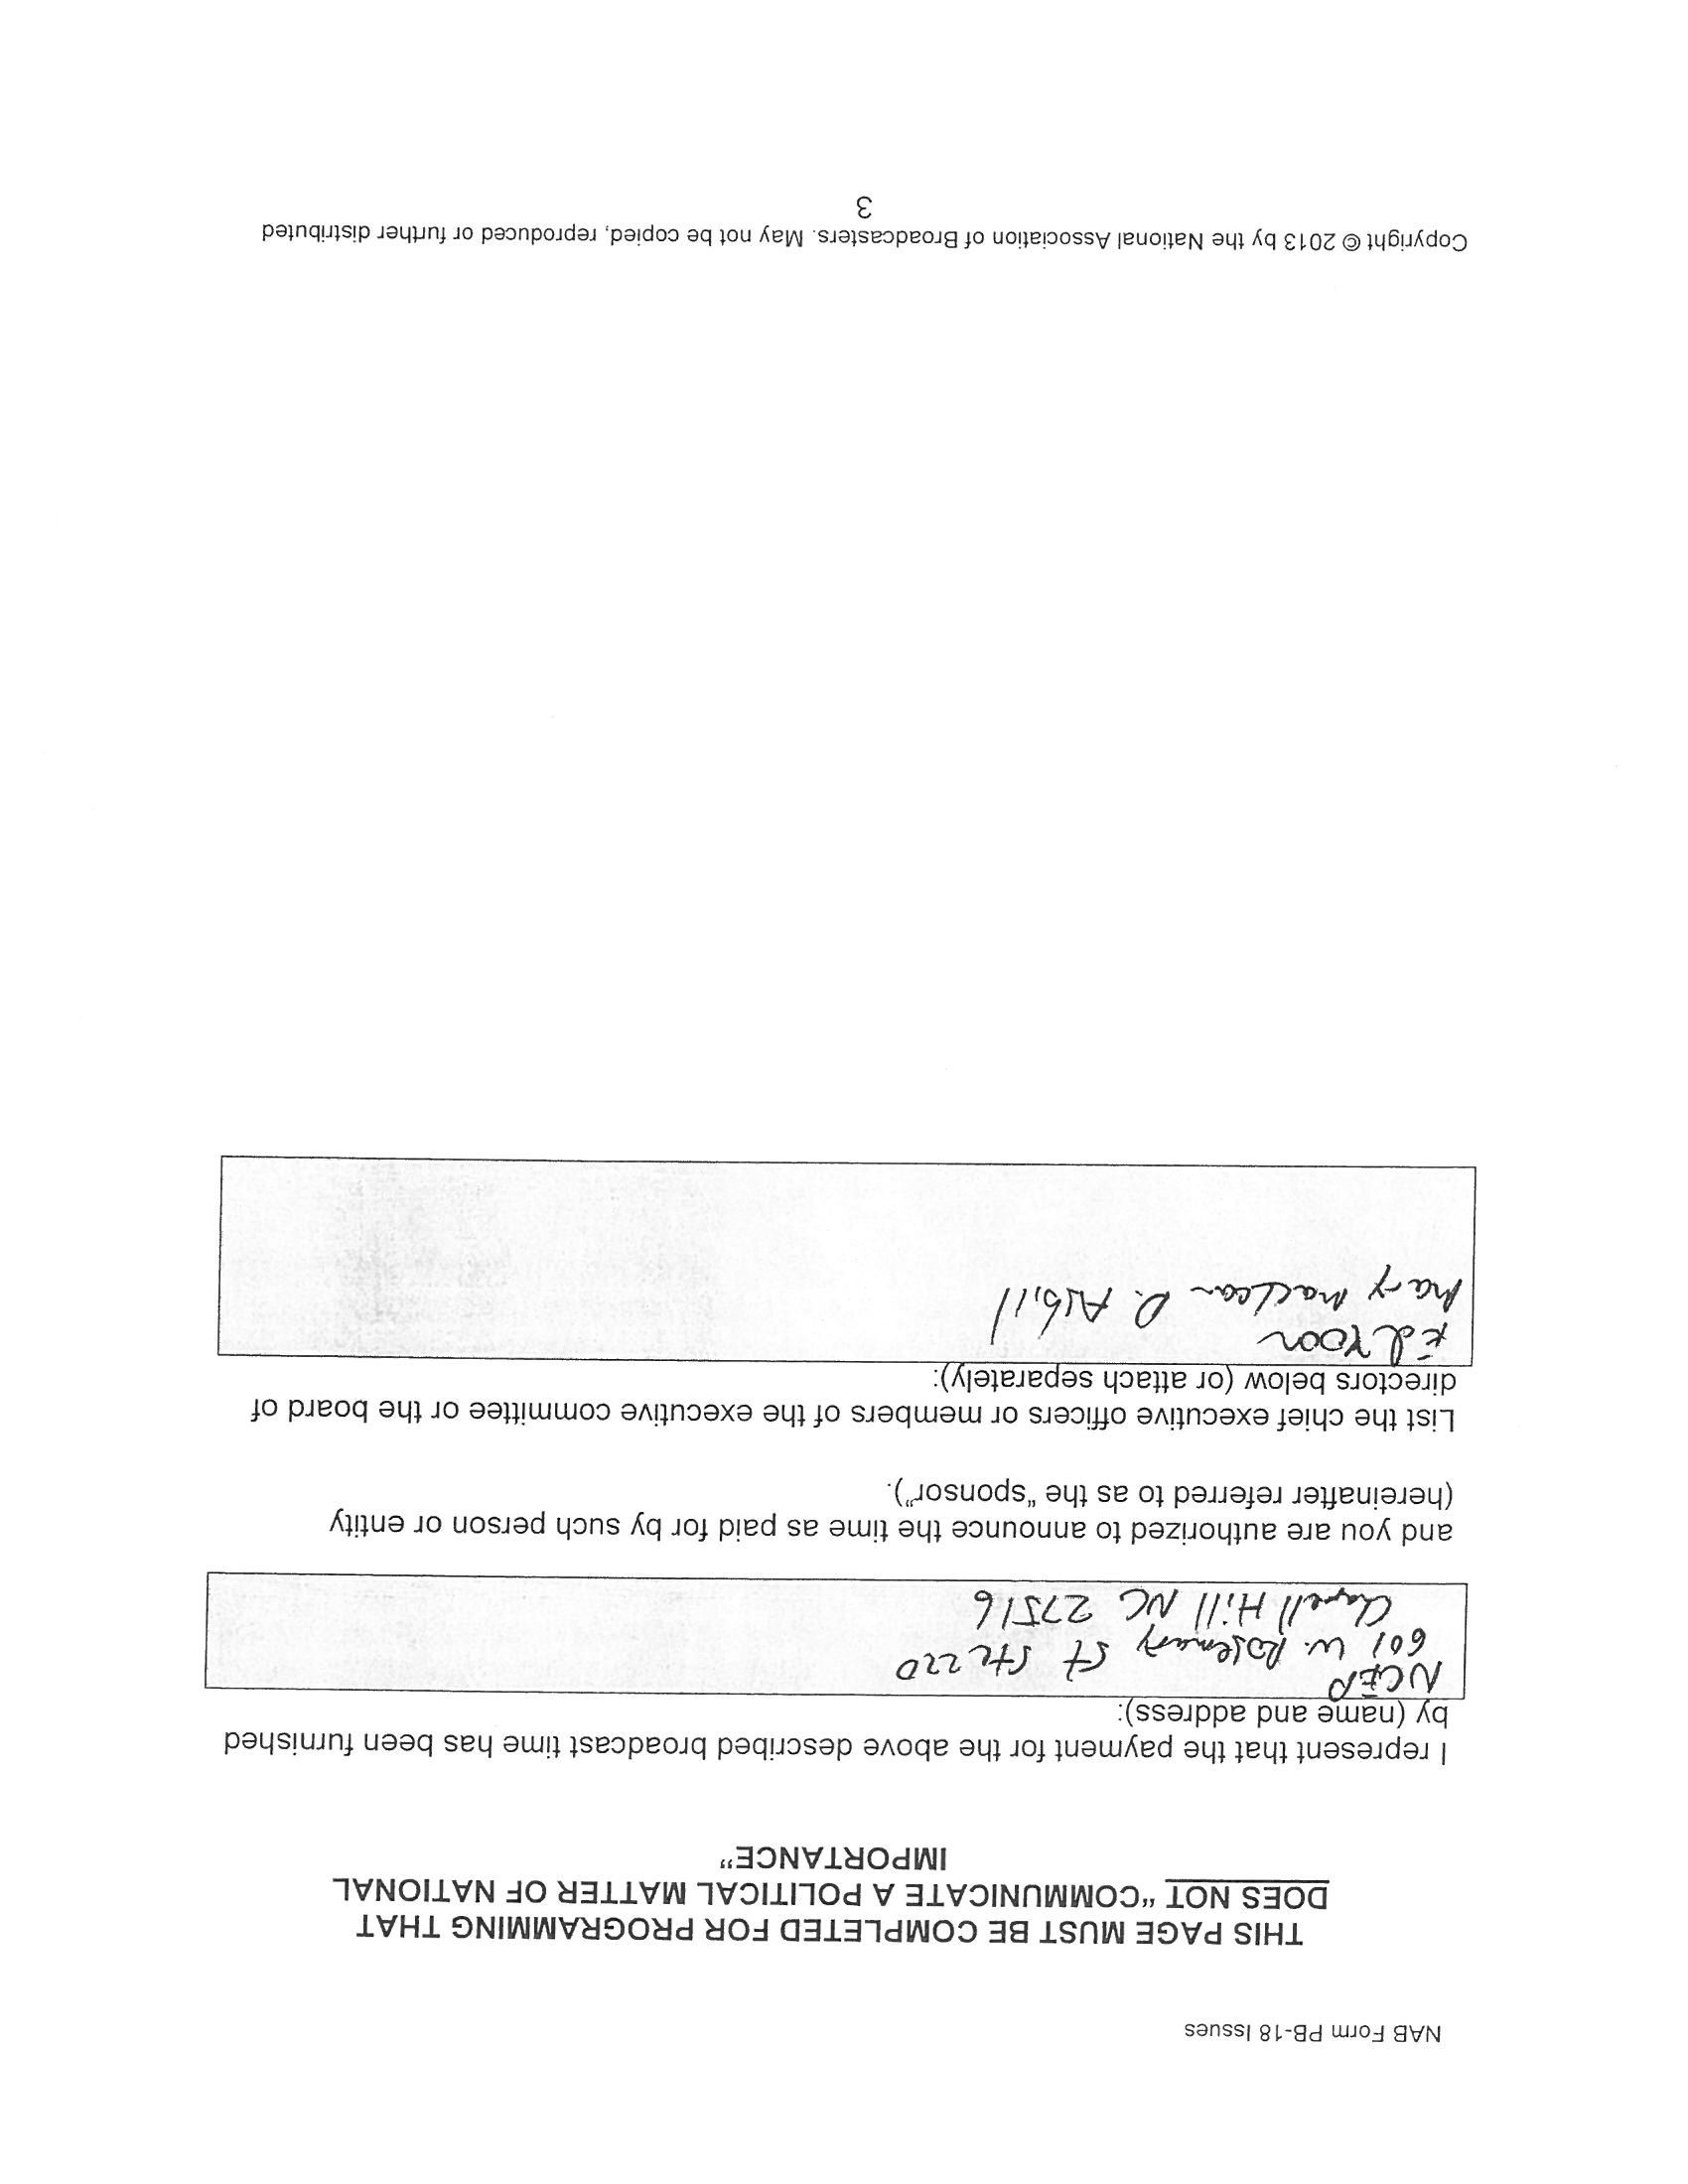 NAB Form PB-18 Issues
THIS PAGE MUST BE COMPLETED FOR PROGRAMMING THAT
DOES NOT "COMMUNICATE A POLITICAL MATTER OF NATIONAL
IMPORTANCE"
I represent that the payment for the above described broadcast time has been furnished
by (name and address):
NCEP
601 W. Rosemary St Ste 220
Chapell Hill NC 27516
and you are authorized to announce the time as paid for by such person or entity
(hereinafter referred to as the "sponsor").
List the chief executive officers or members of the executive committee or the board of
directors below (or attach separately):
Ed Yoon
Mary Maclean D. Asbill
Copyright © 2013 by the National Association of Broadcasters. May not be copied, reproduced or further distributed
3